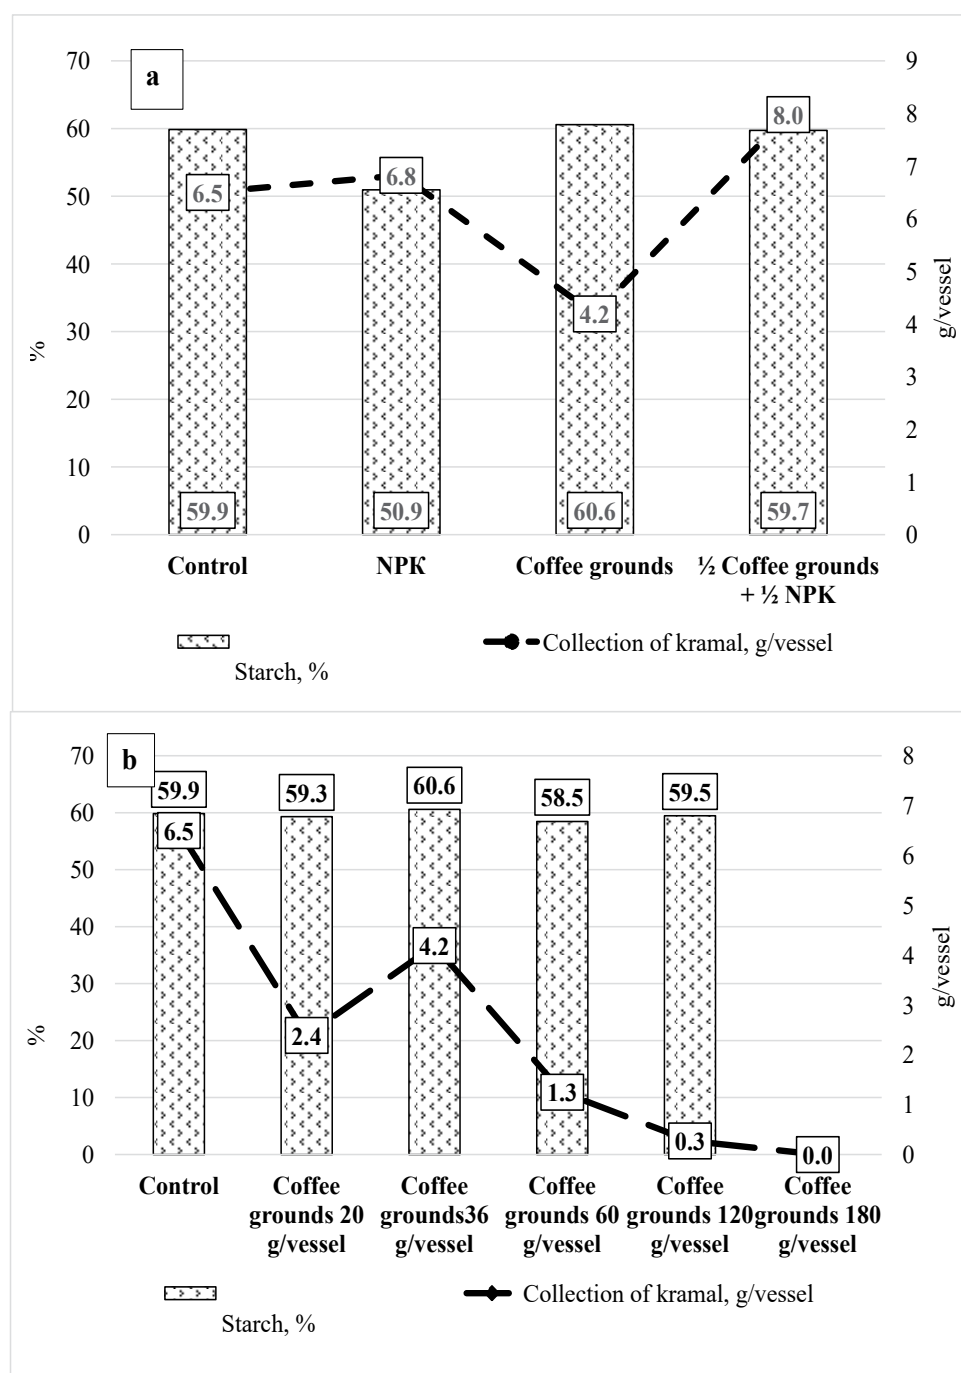 a
70
60
50
40
30
20
10
0
%
9
8
7
6
5
4
3
2
1
0
g/vessel
6.5
6.8
4.2
8.0
59.9
50.9
60.6
59.7
Control
NPK
Coffee grounds
½ Coffee grounds
+ ½ NPK
Starch, %
Collection of kramal, g/vessel
b
70
60
50
40
30
20
10
0
%
8
7
6
5
4
3
2
1
0
g/vessel
59.9
59.3
60.6
58.5
59.5
6.5
2.4
4.2
1.3
0.3
0.0
Control
Coffee
grounds 20
g/vessel
Coffee
grounds36
g/vessel
Coffee
grounds 60
g/vessel
Coffee
grounds 120
g/vessel
Coffee
grounds 180
g/vessel
Starch, %
Collection of kramal, g/vessel